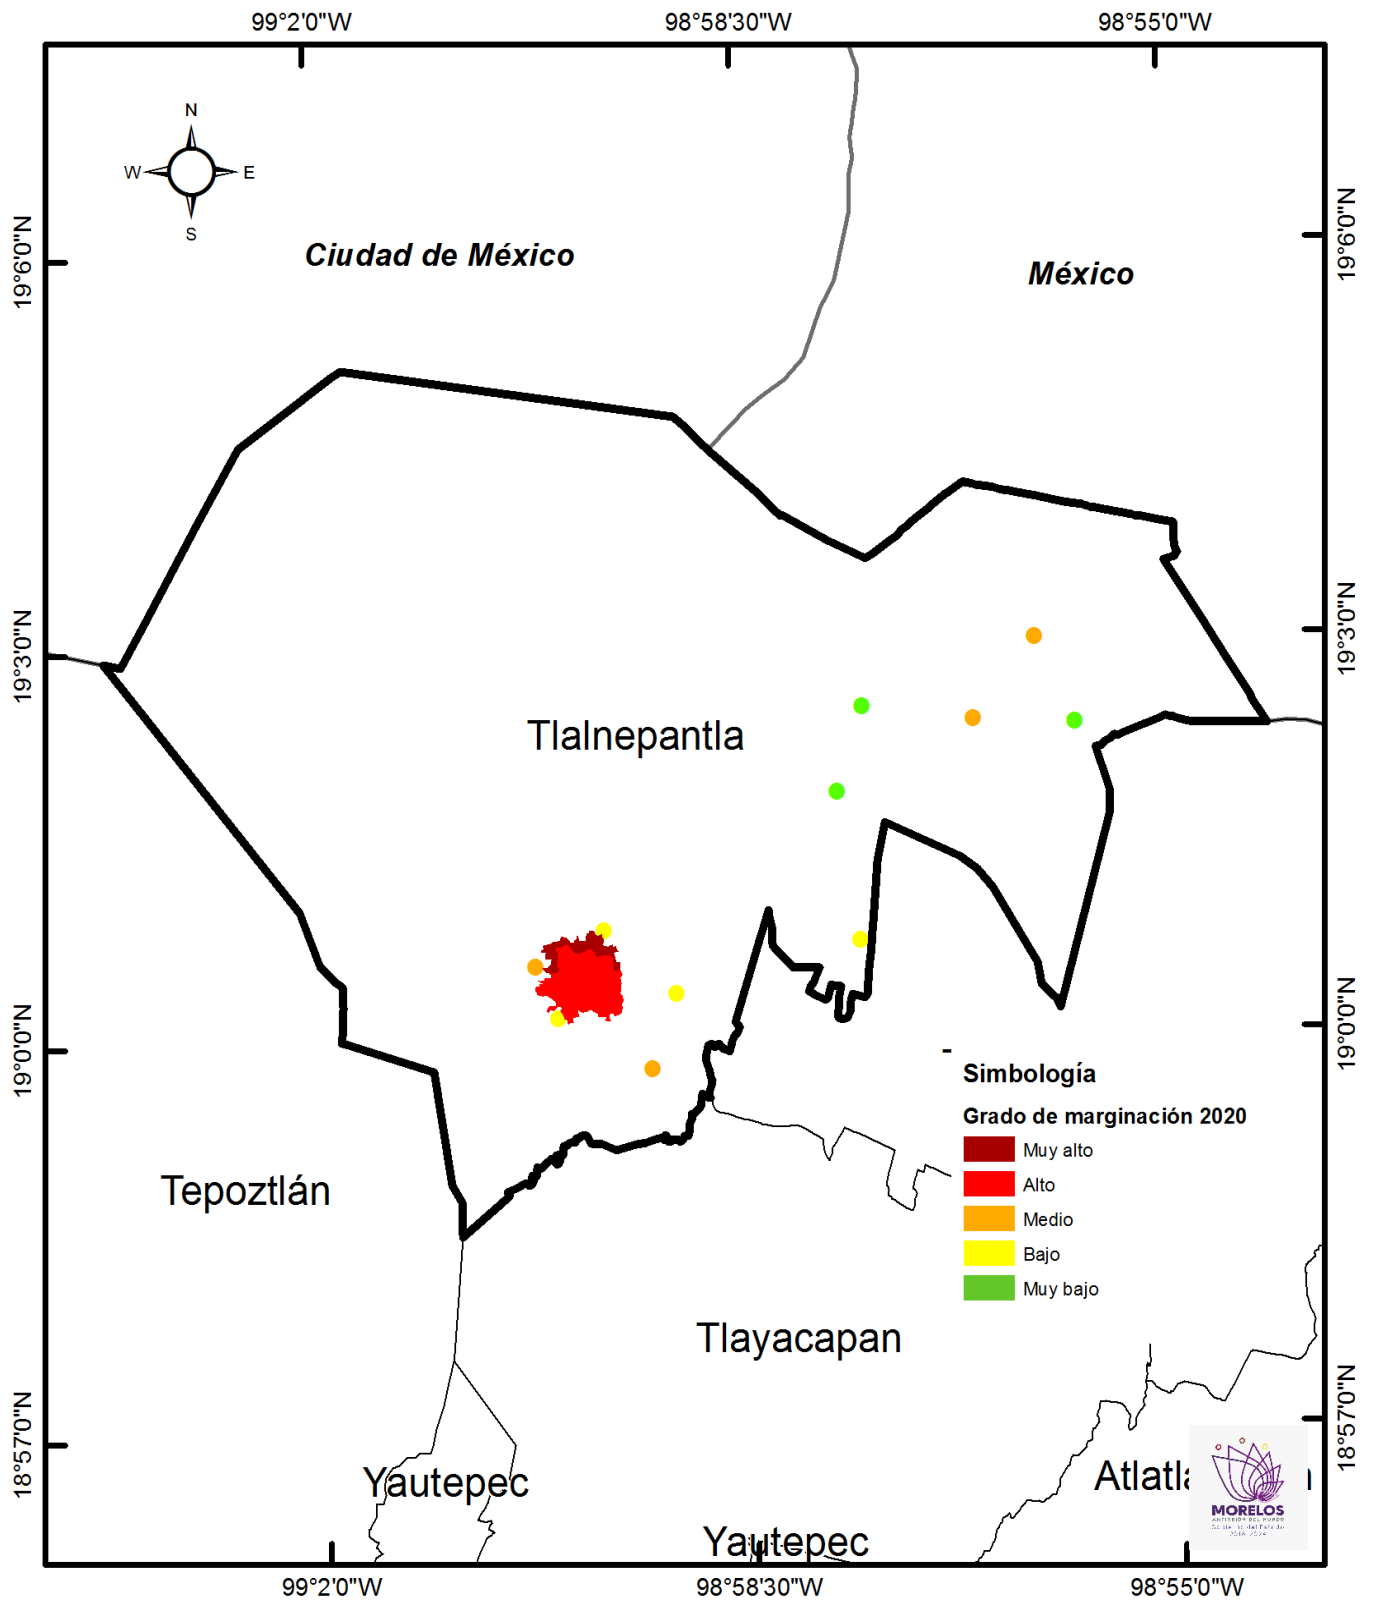 99°2'0"W
98°58'30"W
98°55'0"W
N
W
E
S
19°6'0"N
19°6'0"N
Ciudad de México
México
19°3'0"N
19°3'0"N
Tlalnepantla
19°0'0"N
19°0'0"N
Simbología
Grado de marginación 2020
Muy alto
Alto
Medio
Bajo
Muy bajo
Tepoztlán
Tlayacapan
18°57'0"N
18°57'0"N
Yautepec
Yautepec
MORELOS
99°2'0"W
98°58'30"W
98°55'0"W